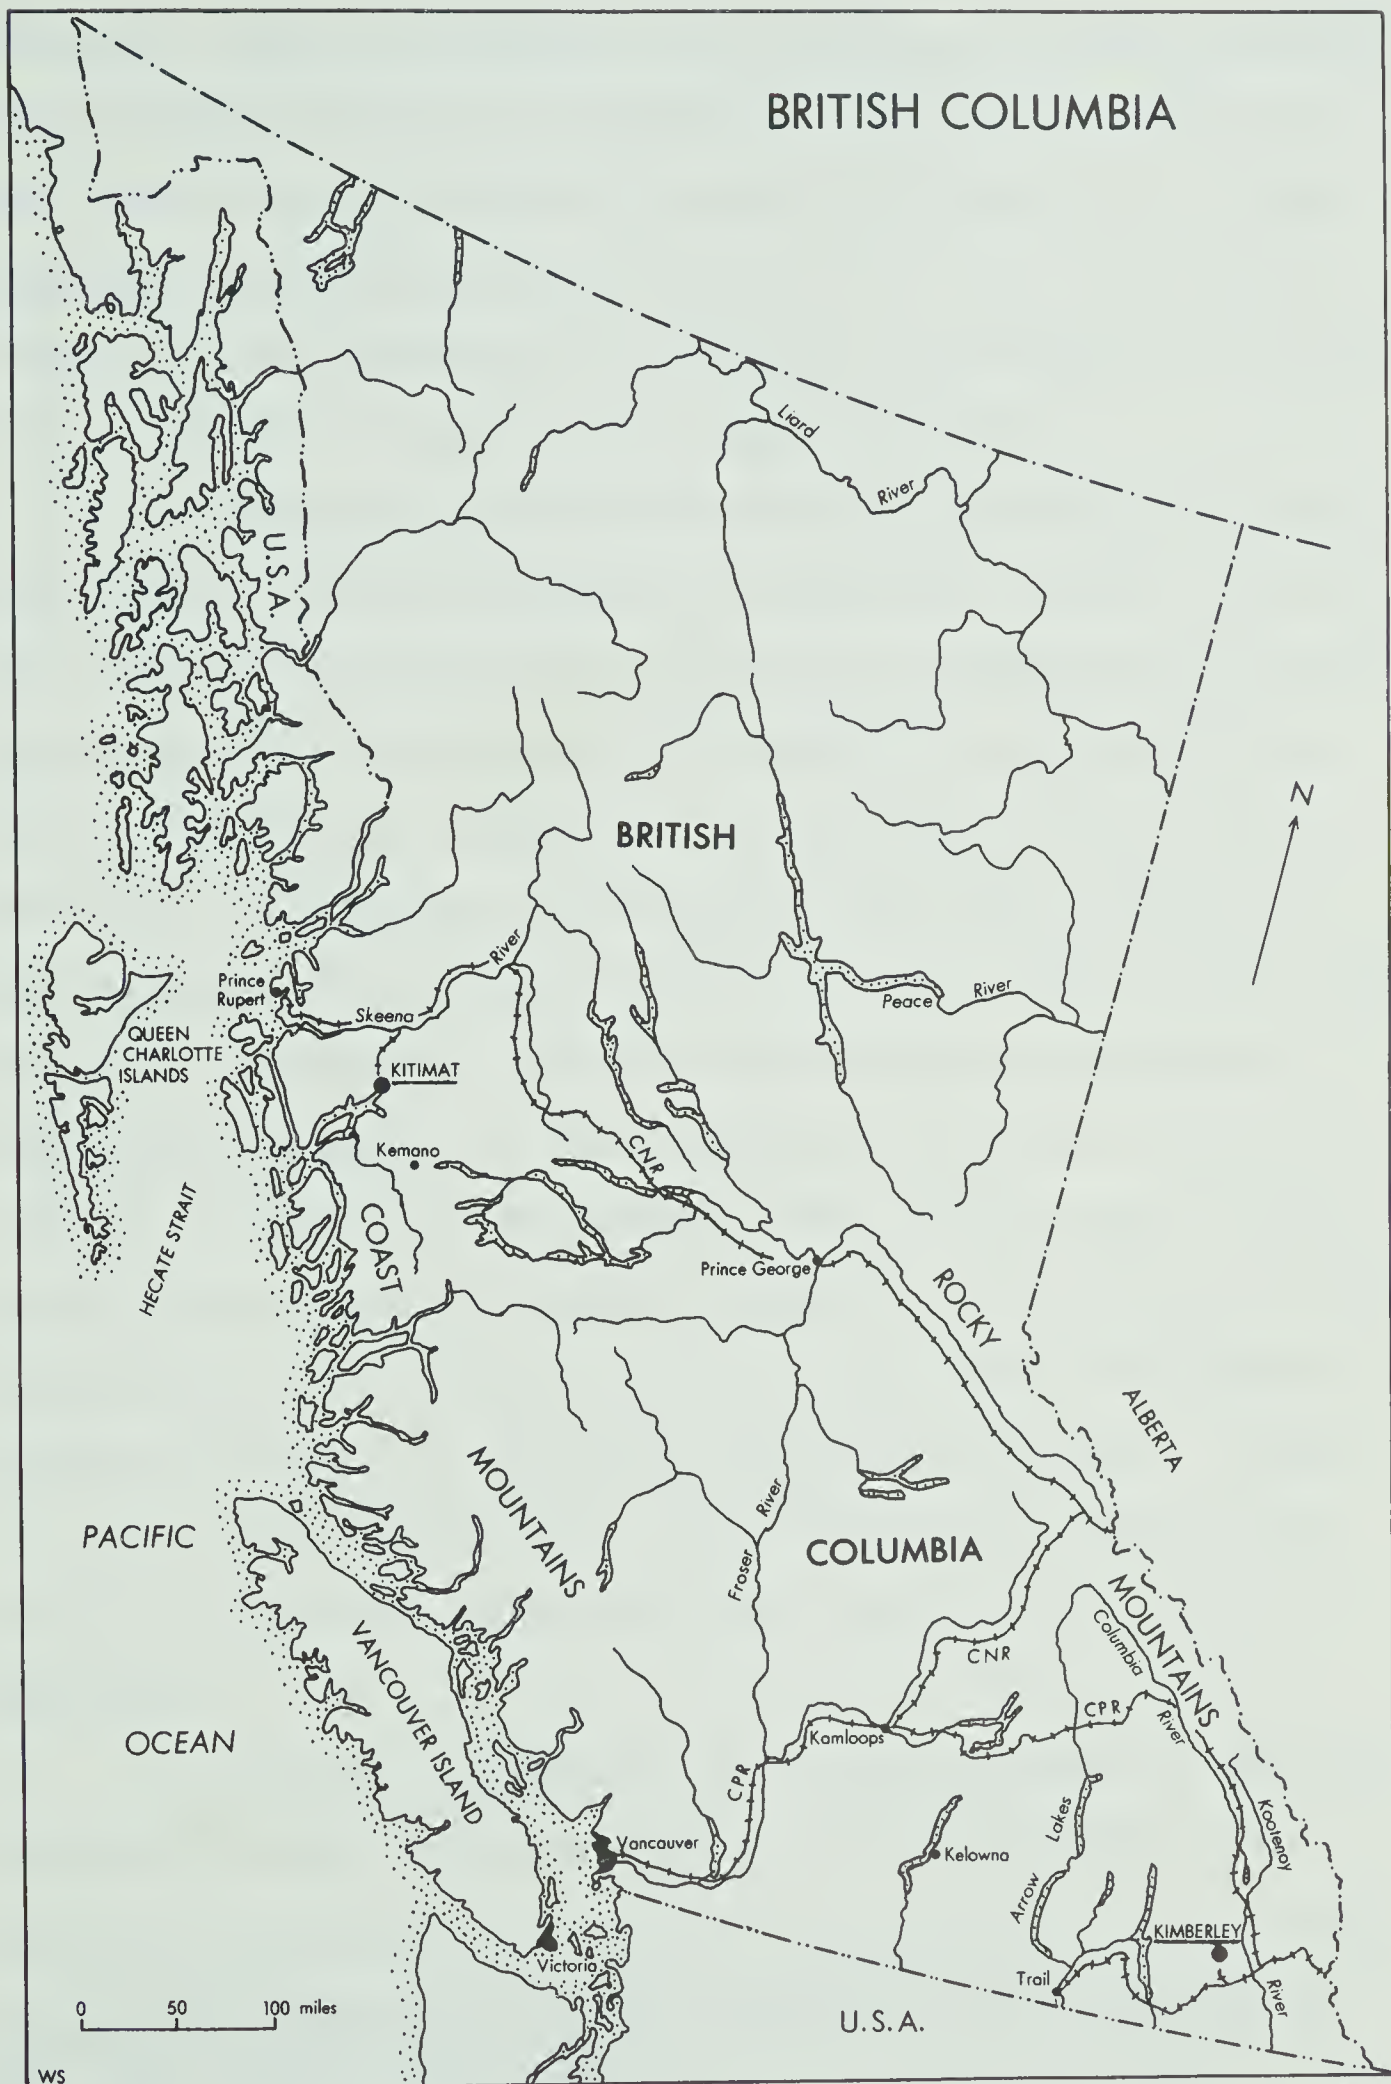 BRITISH COLUMBIA
Liard
River
U.S.A.
N
BRITISH
River
Prince
Rupert
Skeena
Peace
River
QUEEN
CHARLOTTE
ISLANDS
KITIMAT
Kemano
CNR
HECATE STRAIT
COAST
Prince George
ROCKY
ALBERTA
MOUNTAINS
River
PACIFIC
COLUMBIA
Fraser
MOUNTAINS
VANCOUVER ISLAND
Columbia
CNR
OCEAN
Kamloops
CPR
River
CPR
Vancouver
Lakes
Kootenay
Kelowna
Arrow
KIMBERLEY
Victoria
Trail
River
0 50 100 miles
U.S.A.
WS